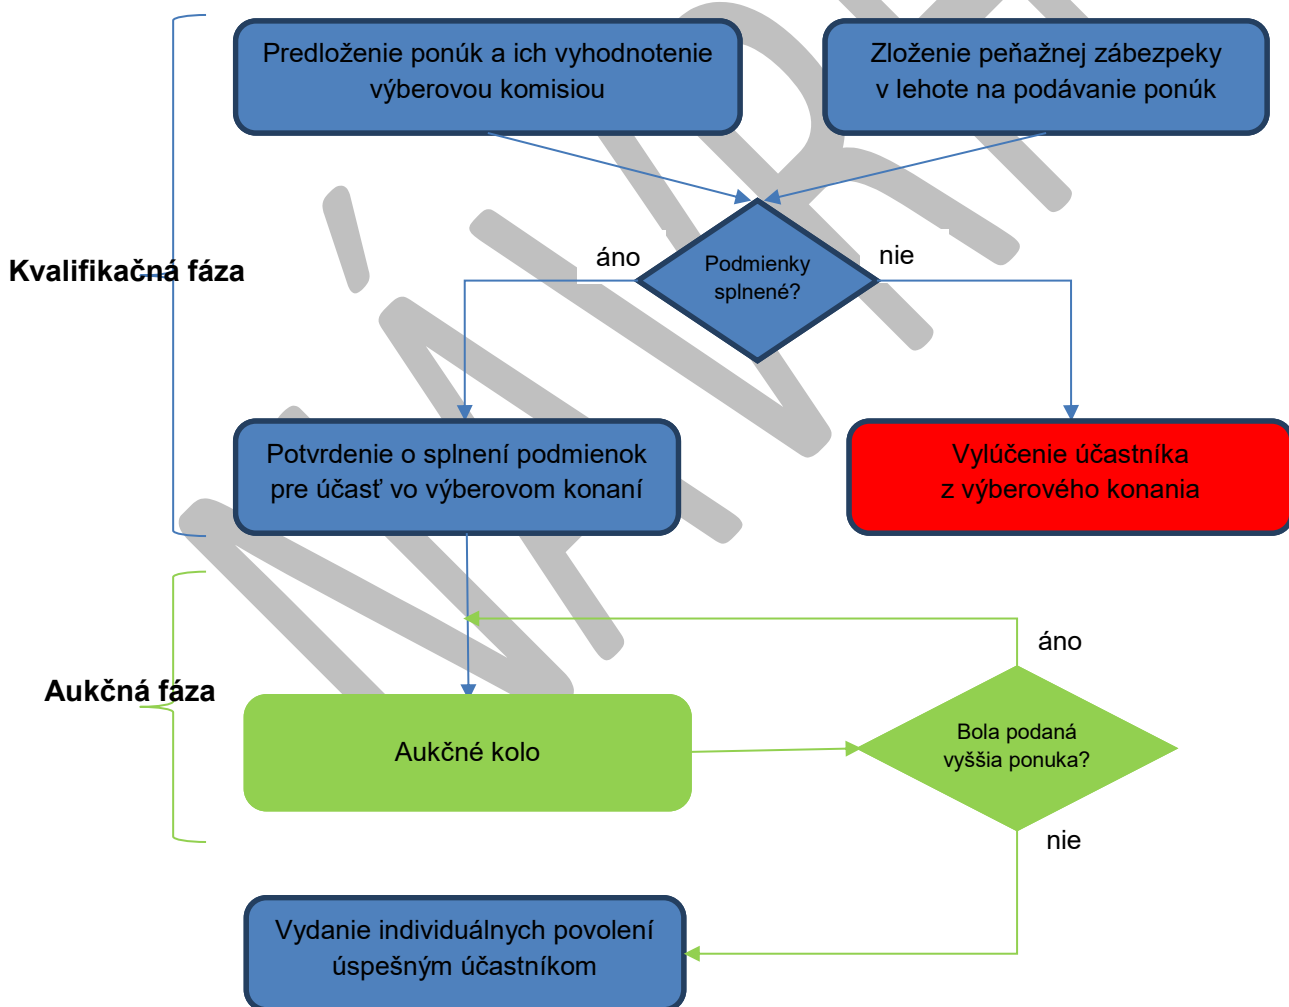 Predloženie ponúk a ich vyhodnotenie
výberovou komisiou
Zloženie peňažnej zábezpeky
v lehote na podávanie ponúk
Kvalifikačná fáza
áno
Podmienky
splnené?
nie
Potvrdenie o splnení podmienok
pre účasť vo výberovom konaní
Vylúčenie účastníka
z výberového konania
áno
Aukčná fáza
Aukčné kolo
Bola podaná
vyššia ponuka?
nie
Vydanie individuálnych povolení
úspešným účastníkom